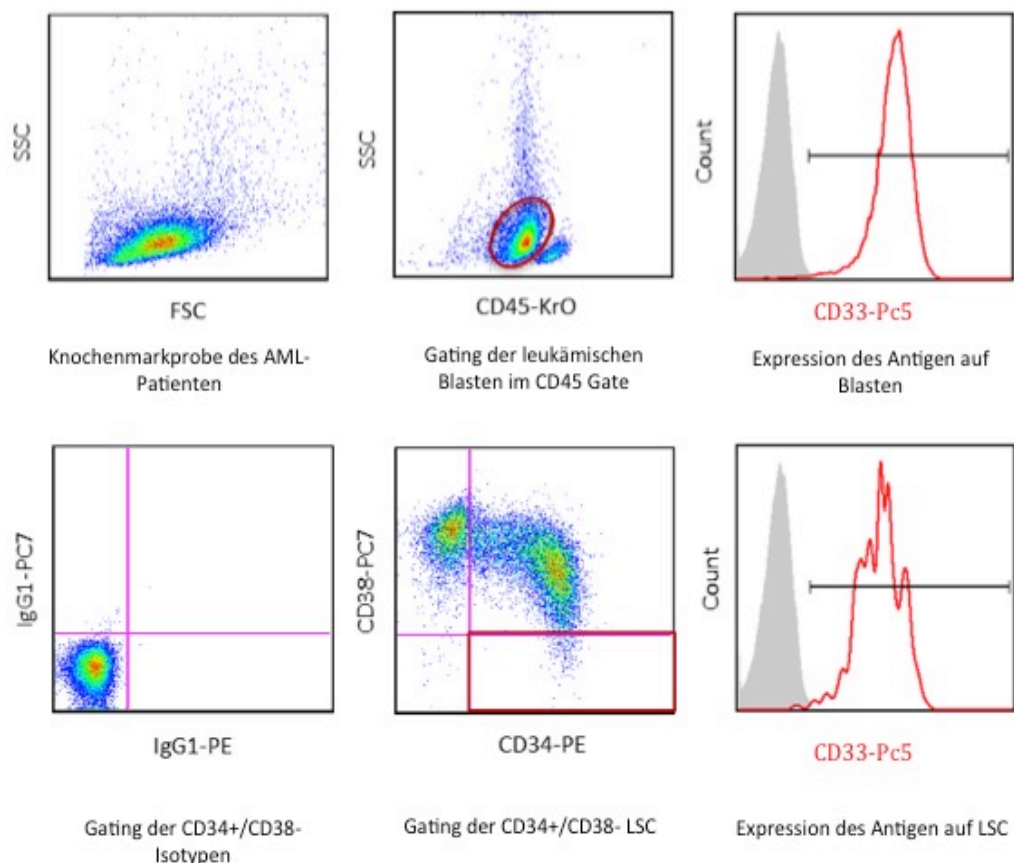 SSC
FSC
Knochenmarkprobe des AML-
Patienten
SSC
CD45-KrO
Gating der leukämischen
Blasten im CD45 Gate
Count
CD33-Pc5
Expression des Antigen auf
Blasten
IgG1-PC7
IgG1-PE
Gating der CD34+/CD38-
Isotypen
CD38-PC7
CD34-PE
Gating der CD34+/CD38- LSC
Count
CD33-Pc5
Expression des Antigen auf LSC